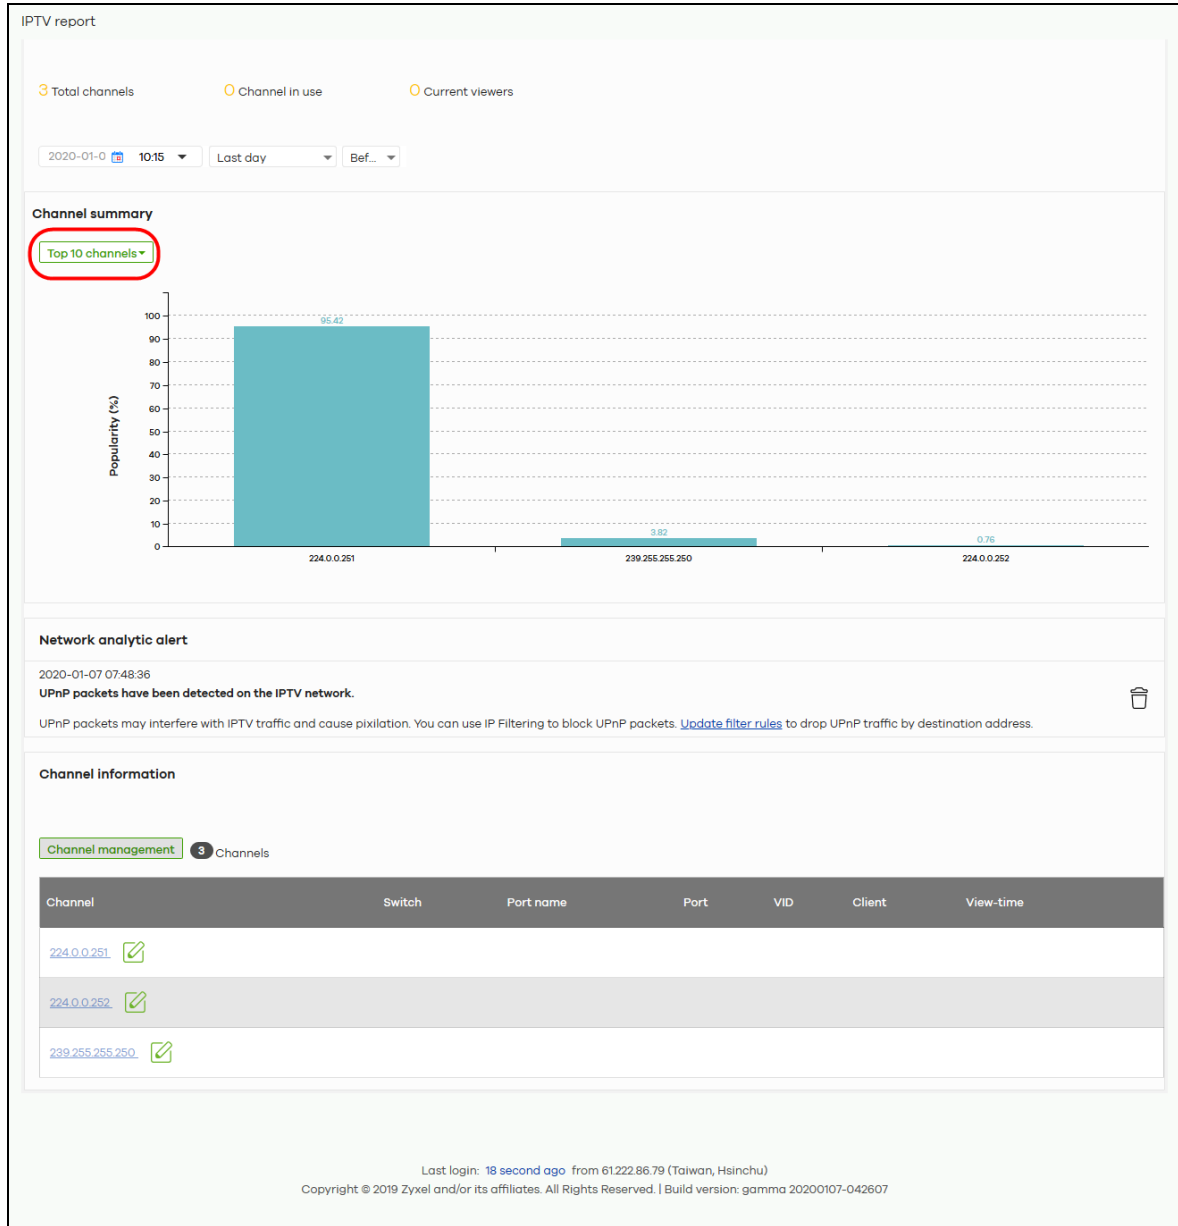 IPTV report
3 Total channels 0 Channel in use 0 Current viewers
2020-01-0 10:15 Last day Bef...
Channel summary
Top 10 channels
Popularity (%)
100
90
80
70
60
50
40
30
20
10
0
95.42
3.82
0.76
224.0.0.251 239.255.255.250 224.0.0.252
Network analytic alert
2020-01-07 07:48:36
UPnP packets have been detected on the IPTV network.
UPnP packets may interfere with IPTV traffic and cause pixilation. You can use IP Filtering to block UPnP packets. Update filter rules to drop UPnP traffic by destination address.
Channel information
Channel management 3 Channels
Channel Switch Port name Port VID Client View-time
224.0.0.251
224.0.0.252
239.255.255.250
Last login: 18 second ago from 61.222.86.79 (Taiwan, Hsinchu)
Copyright © 2019 Zyxel and/or its affiliates. All Rights Reserved. | Build version: gamma 20200107-042607